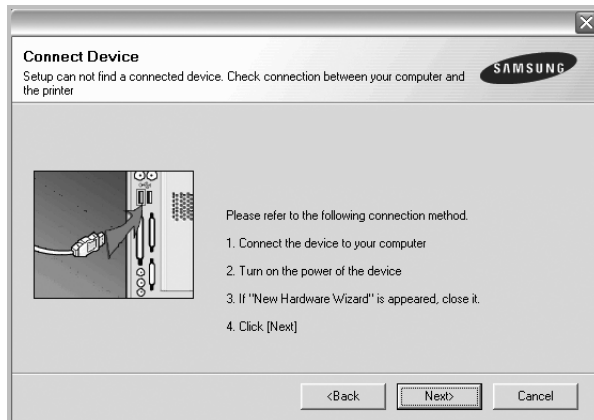 Connect Device
Setup can not find a connected device. Check connection between your computer and
the printer
SAMSUNG
Please refer to the following connection method.
1. Connect the device to your computer
2. Turn on the power of the device
3. If "New Hardware Wizard" is appeared, close it.
4. Click [Next]
<Back
Next>
Cancel